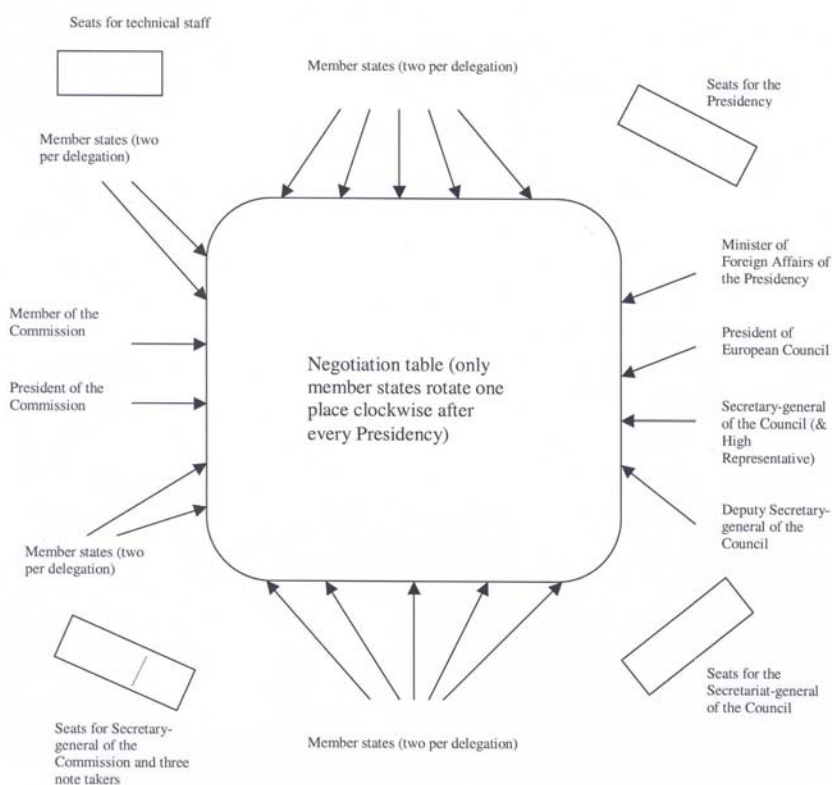 Seats for technical staff
Member states (two per delegation)
Seats for the
Presidency
Member states (two
per delegation)
Minister of
Foreign Affairs of
the Presidency
Member of the
Commission
President of
European Council
Negotiation table (only
member states rotate one
place clockwise after
every Presidency)
President of the
Commission
Secretary-general
of the Council (&
High
Representative)
Deputy Secretary-
general of the
Council
Member states (two
per delegation)
Seats for the
Secretariat-general
of the Council
Seats for Secretary-
general of the
Commission and three
note takers
Member states (two per delegation)